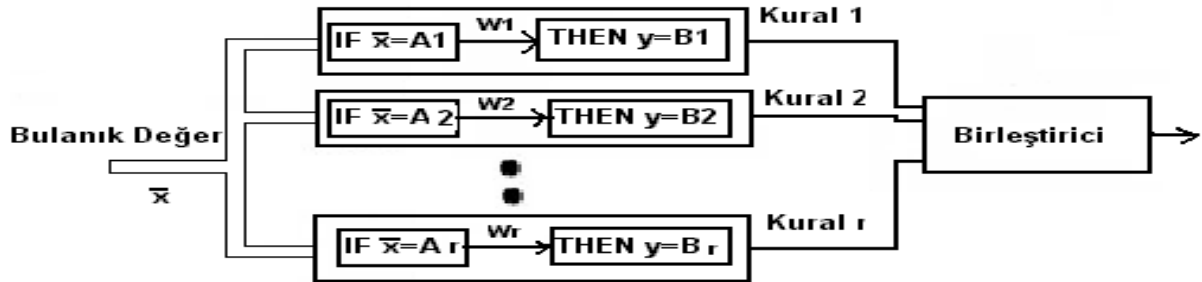 Kural 1
IF x̅=A1 W1 THEN y=B1
Kural 2
IF x̅=A 2 W2 THEN y=B2
Bulanık Değer
x̅
Birleştirici
Kural r
IF x̅=A r Wr THEN y=B r